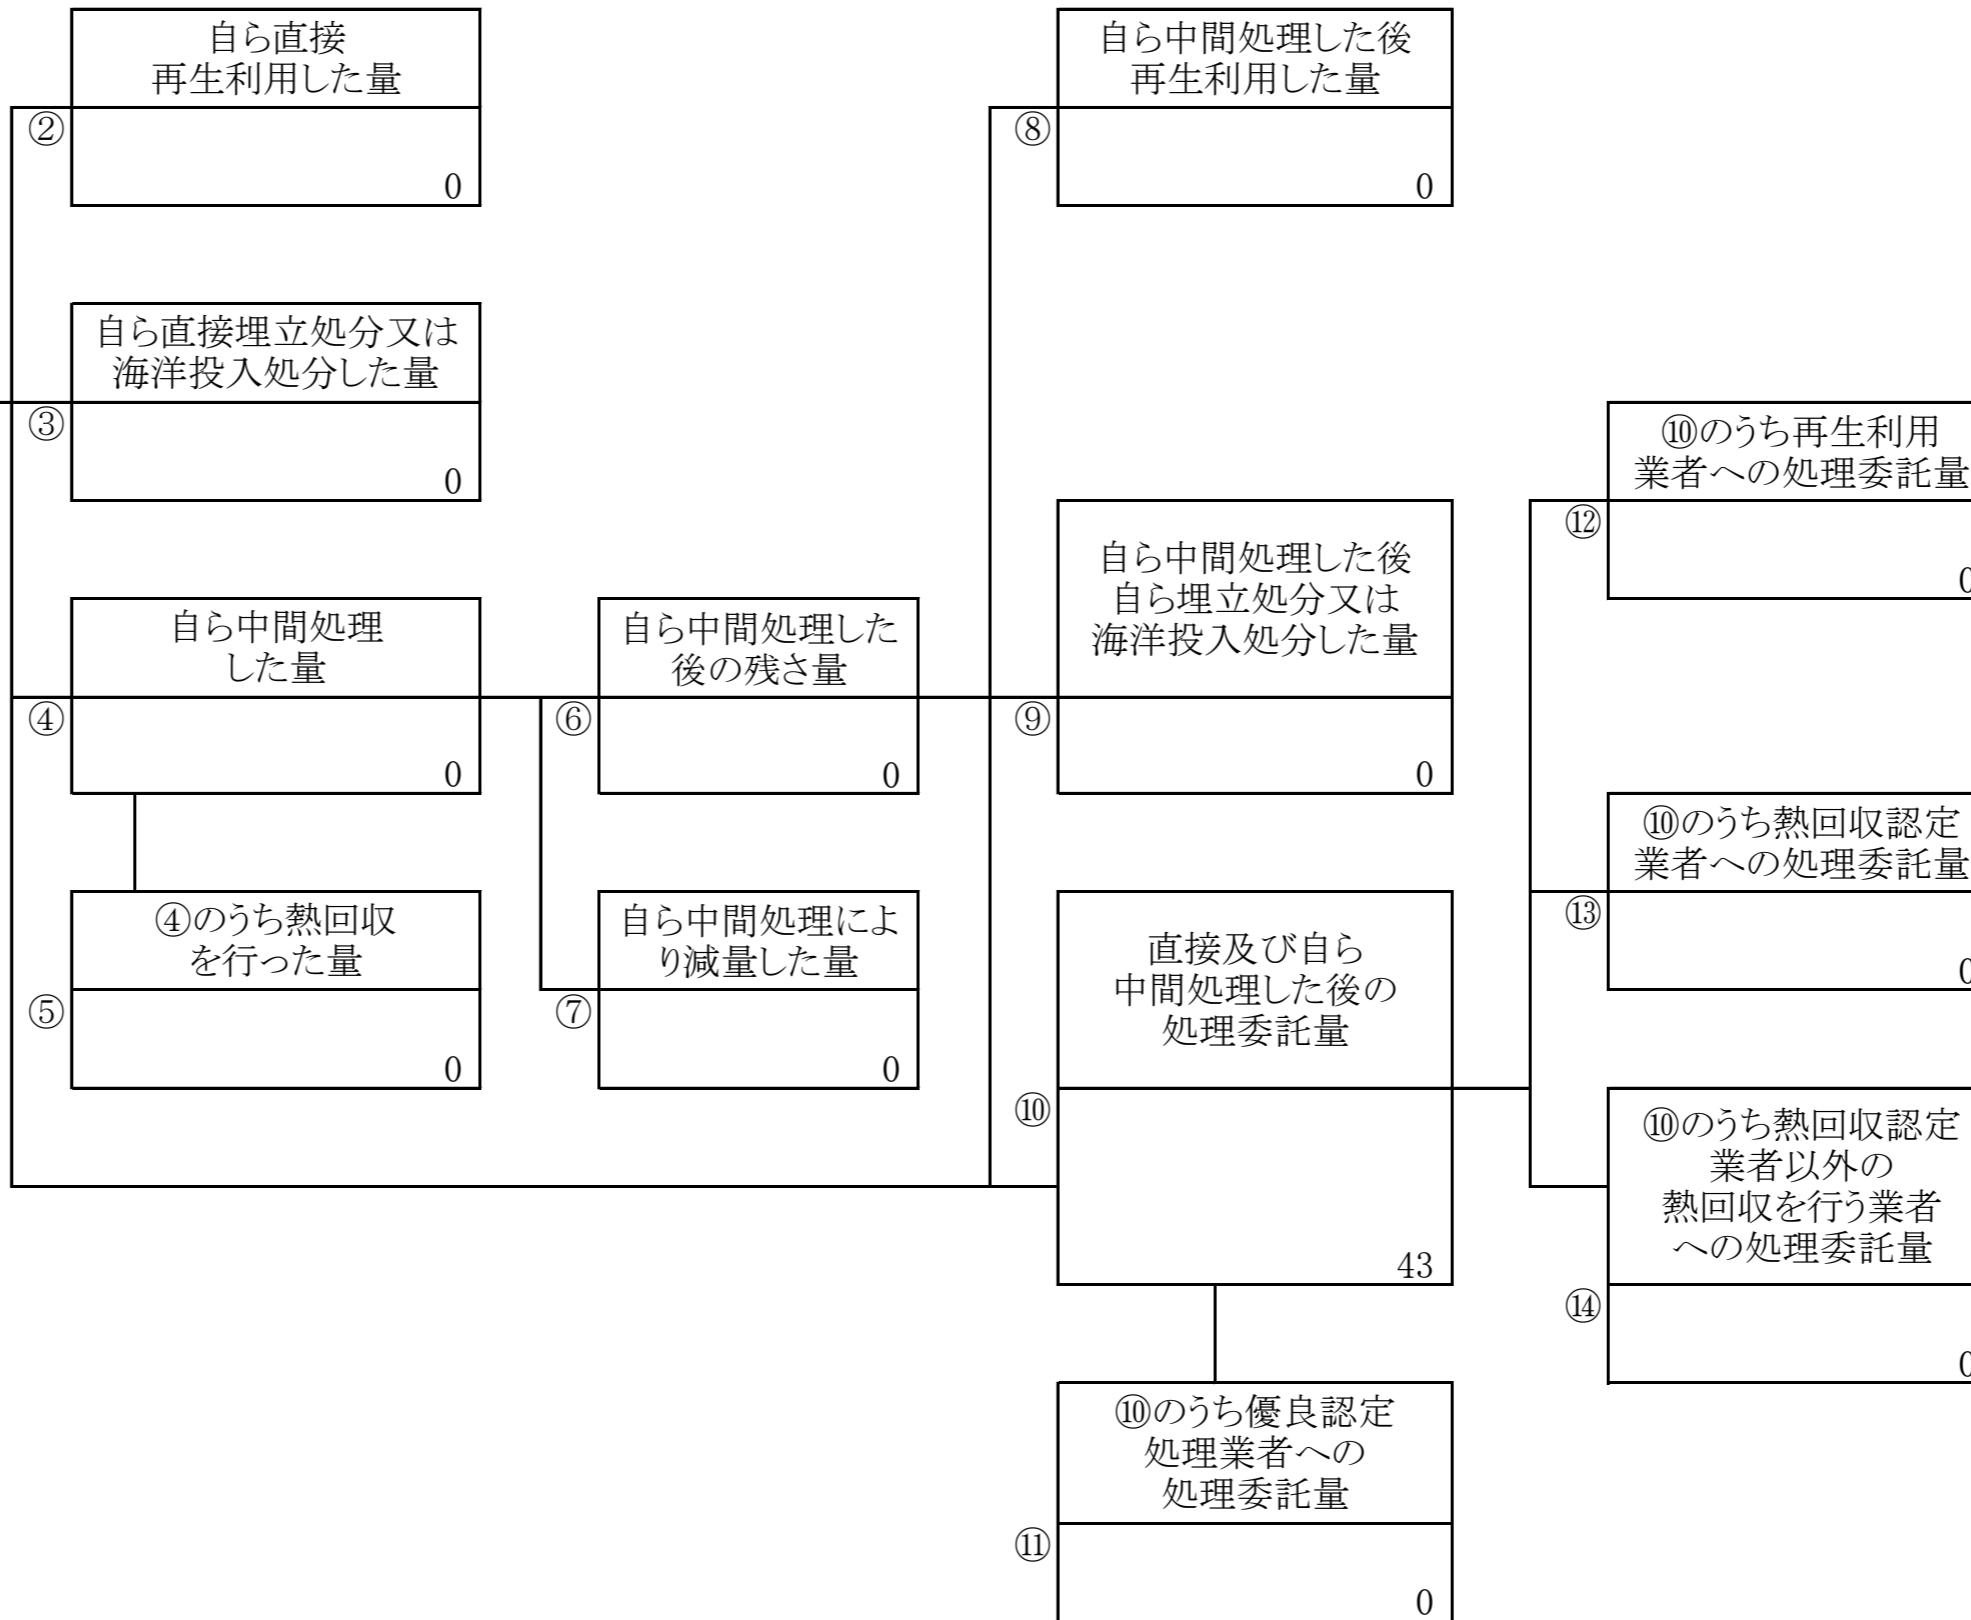 自ら直接
再生利用した量
②
0
自ら中間処理した後
再生利用した量
⑧
0
自ら直接埋立処分又は
海洋投入処分した量
③
0
⑩のうち再生利用
業者への処理委託量
⑫
0
自ら中間処理した後
自ら埋立処分又は
海洋投入処分した量
⑨
0
自ら中間処理
した量
④
0
自ら中間処理した
後の残さ量
⑥
0
⑩のうち熱回収認定
業者への処理委託量
⑬
0
④のうち熱回収
を行った量
⑤
0
自ら中間処理によ
り減量した量
⑦
0
直接及び自ら
中間処理した後の
処理委託量
⑩
43
⑩のうち熱回収認定
業者以外の
熱回収を行う業者
への処理委託量
⑭
0
⑩のうち優良認定
処理業者への
処理委託量
⑪
0